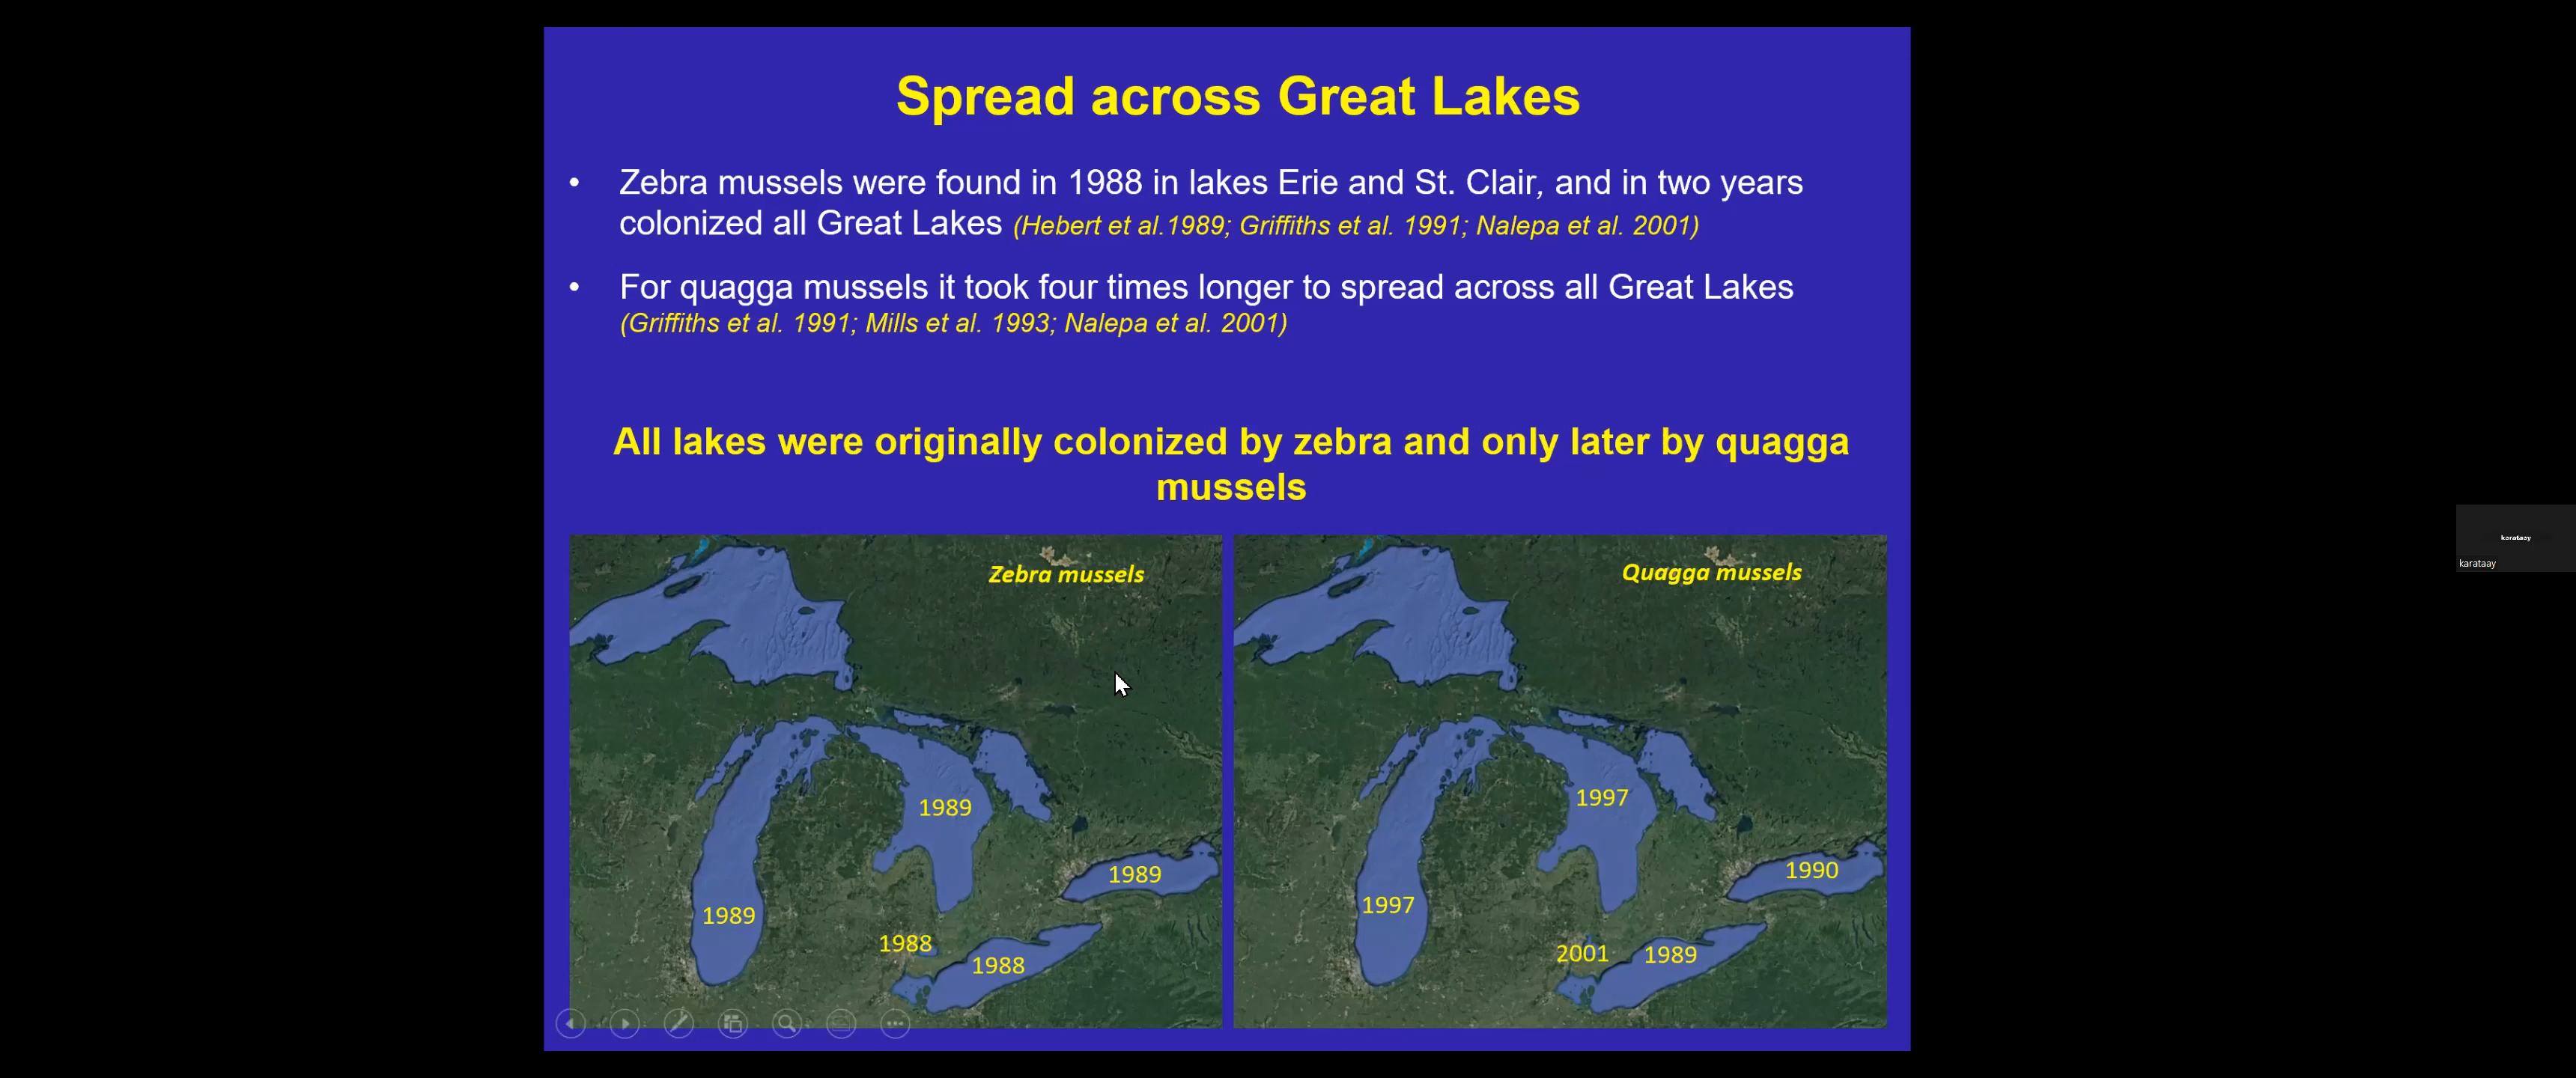 Spread across Great Lakes
• Zebra mussels were found in 1988 in lakes Erie and St. Clair, and in two years
colonized all Great Lakes (Hebert et al.1989; Griffiths et al. 1991; Nalepa et al. 2001)
• For quagga mussels it took four times longer to spread across all Great Lakes
(Griffiths et al. 1991; Mills et al. 1993; Nalepa et al. 2001)
All lakes were originally colonized by zebra and only later by quagga
mussels
Zebra mussels
1989
1989
1989
1988
1988
Quagga mussels
1997
1990
1997
2001
1989
karataay
karataay